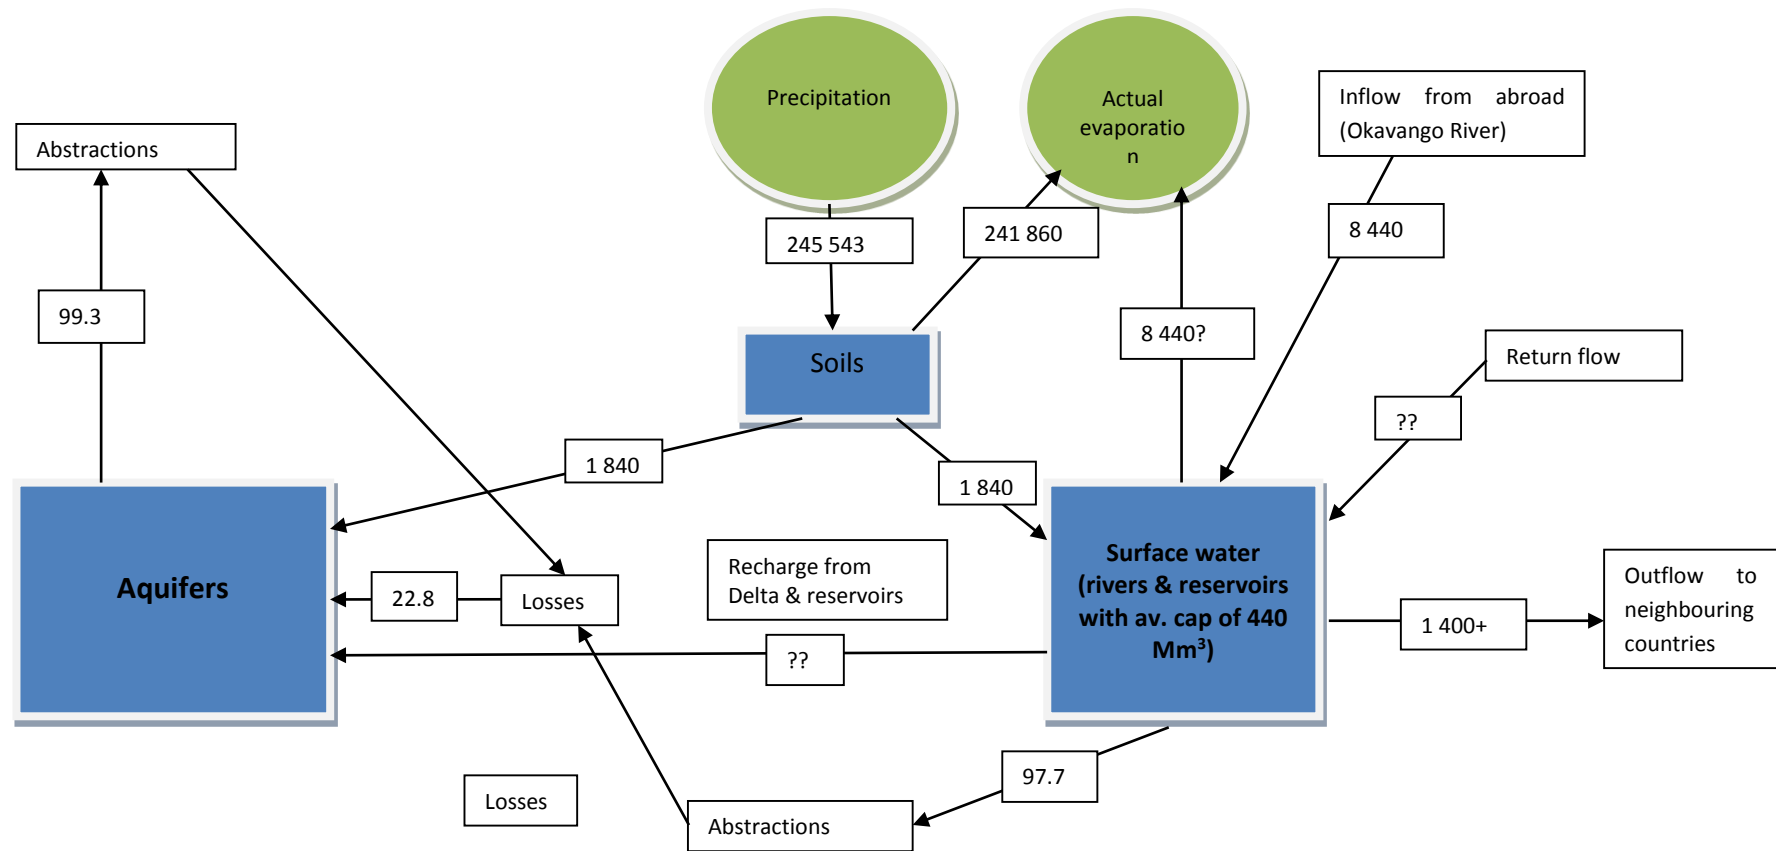 Precipitation
Actual
evaporatio
n
Inflow from abroad
(Okavango River)
Abstractions
245 543
241 860
8 440
99.3
8 440?
Soils
Return flow
??
1 840
1 840
Aquifers
22.8
Losses
Recharge from
Delta & reservoirs
??
Surface water
(rivers & reservoirs
with av. cap of 440
Mm³)
1 400+
Outflow to
neighbouring
countries
97.7
Losses
Abstractions